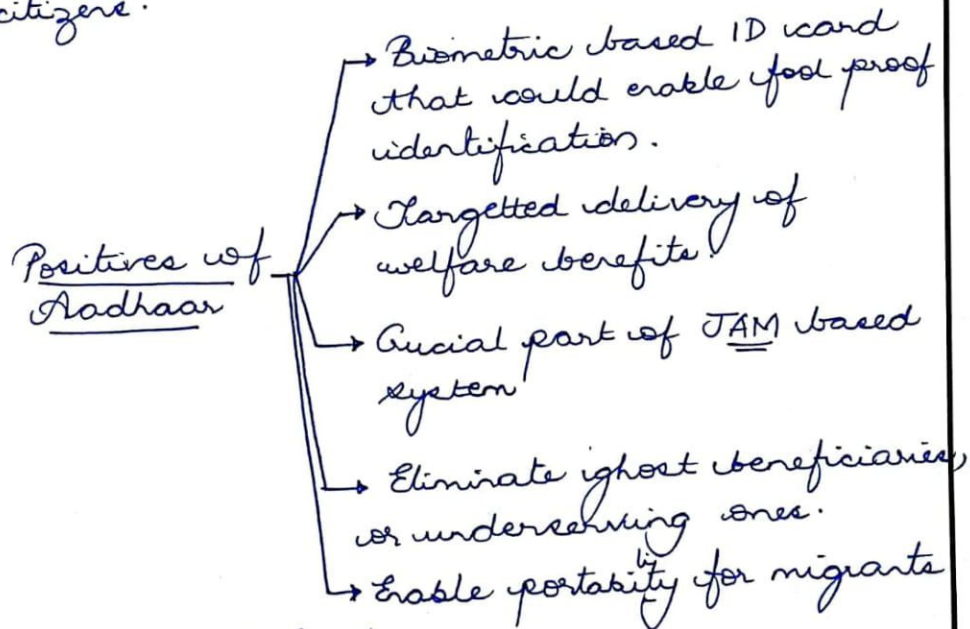 citizens.
Biometric based ID card
that could enable fool proof
identification.
Targetted delivery of
welfare benefits.
Positives of
Aadhaar
Crucial part of JAM based
system
Eliminate ghost beneficiaries,
or underserving ones.
Enable portability for migrants